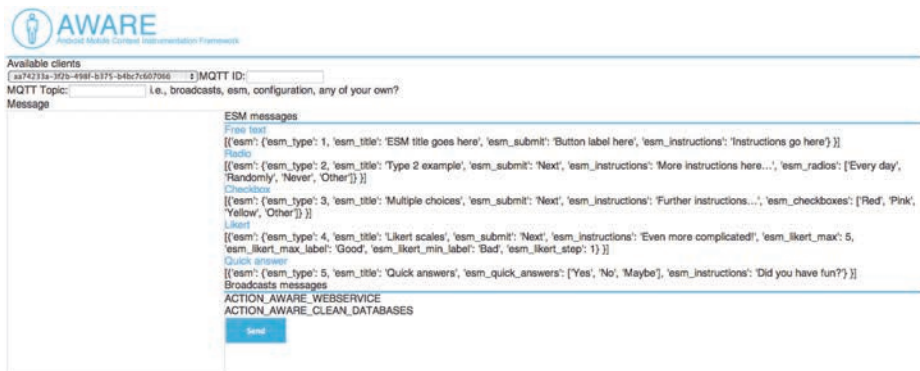 AWARE
Android Mobile Context Instrumentation Framework
Available clients
aa74233a-3f2b-498f-b375-b4bc7c607066 MQTT ID:
MQTT Topic: i.e., broadcasts, esm, configuration, any of your own?
Message
ESM messages
Free text
[{'esm': {'esm_type': 1, 'esm_title': 'ESM title goes here', 'esm_submit': 'Button label here', 'esm_instructions': 'Instructions go here'} }]
Radio
[{'esm': {'esm_type': 2, 'esm_title': 'Type 2 example', 'esm_submit': 'Next', 'esm_instructions': 'More instructions here...', 'esm_radios': ['Every day',
'Randomly', 'Never', 'Other']} }]
Checkbox
[{'esm': {'esm_type': 3, 'esm_title': 'Multiple choices', 'esm_submit': 'Next', 'esm_instructions': 'Further instructions...', 'esm_checkboxes': ['Red', 'Pink',
'Yellow', 'Other']} }]
Likert
[{'esm': {'esm_type': 4, 'esm_title': 'Likert scales', 'esm_submit': 'Next', 'esm_instructions': 'Even more complicated!', 'esm_likert_max': 5,
'esm_likert_max_label': 'Good', 'esm_likert_min_label': 'Bad', 'esm_likert_step': 1} }]
Quick answer
[{'esm': {'esm_type': 5, 'esm_title': 'Quick answers', 'esm_quick_answers': ['Yes', 'No', 'Maybe'], 'esm_instructions': 'Did you have fun?'} }]
Broadcasts messages
ACTION_AWARE_WEBSERVICE
ACTION_AWARE_CLEAN_DATABASES
Send